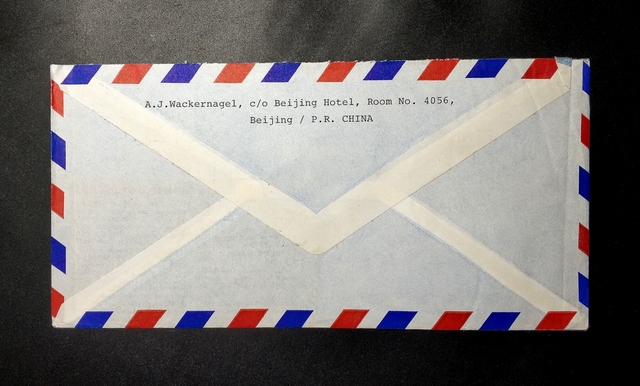 A.J.Wackernagel, c/o Beijing Hotel, Room No. 4056,
Beijing / P.R. CHINA